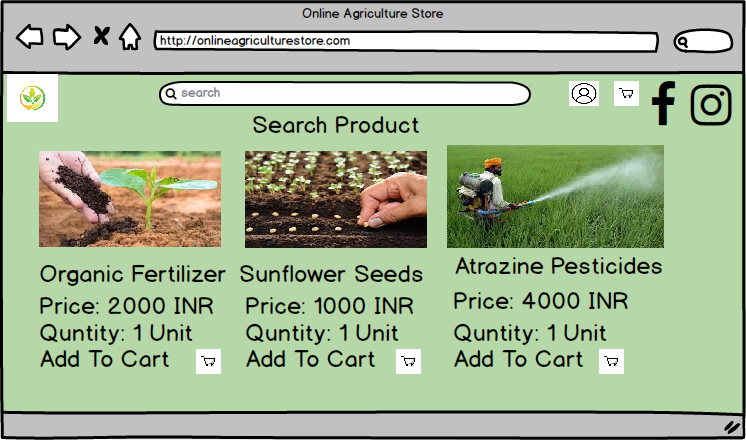 Online Agriculture Store
http://onlineagriculturestore.com
search
Search Product
Organic Fertilizer
Price: 2000 INR
Quntity: 1 Unit
Add To Cart
Sunflower Seeds
Price: 1000 INR
Quntity: 1 Unit
Add To Cart
Atrazine Pesticides
Price: 4000 INR
Quntity: 1 Unit
Add To Cart